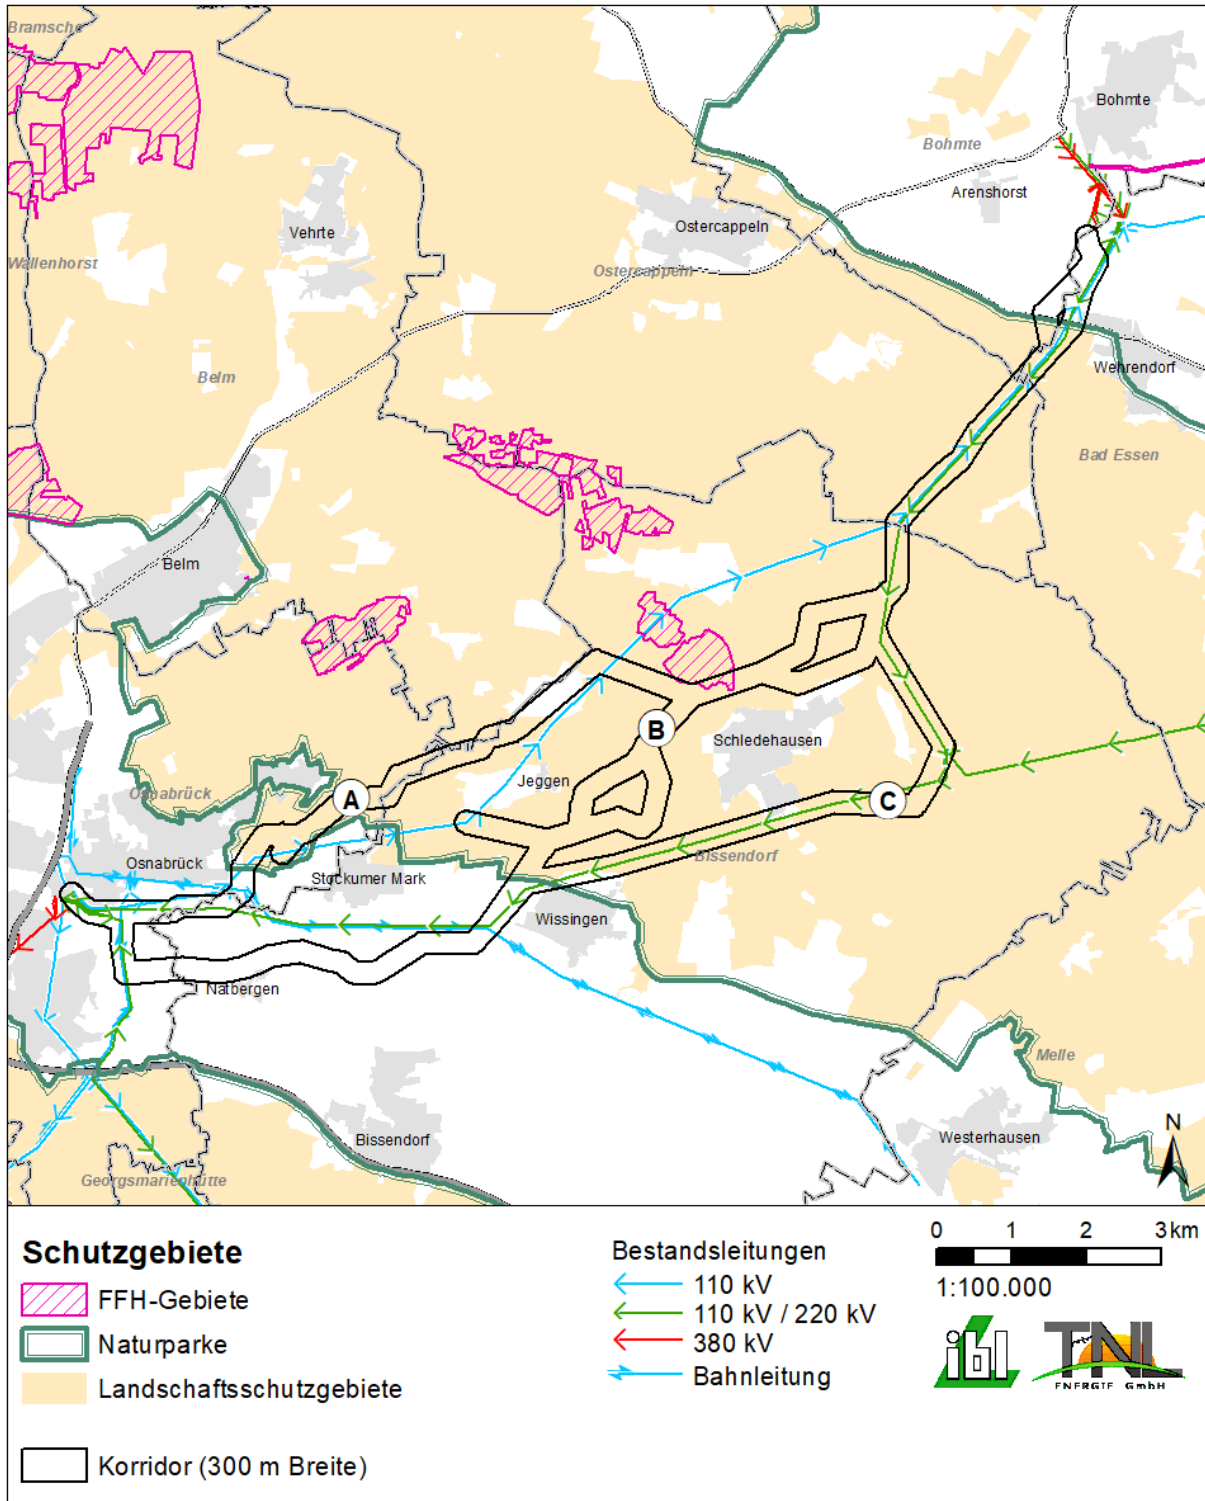 Bramsche
Bohmte
Bohmte
Arenshorst
Vehrte
Ostercappeln
Wallenhorst
Ostercappeln
Wehrendorf
Belm
Bad Essen
Belm
B
Schledehausen
Jeggen
A
C
Osnabrück
Osnabrück
Bissendorf
Stockumer Mark
Wissingen
Natbergen
Melle
N
Bissendorf
Westerhausen
Georgsmarienhütte
Schutzgebiete
FFH-Gebiete
Naturparke
Landschaftsschutzgebiete
Korridor (300 m Breite)
Bestandsleitungen
110 kV
110 kV / 220 kV
380 kV
Bahnleitung
0 1 2 3 km
1:100.000
ibl
TNL
ENERGIE GmbH